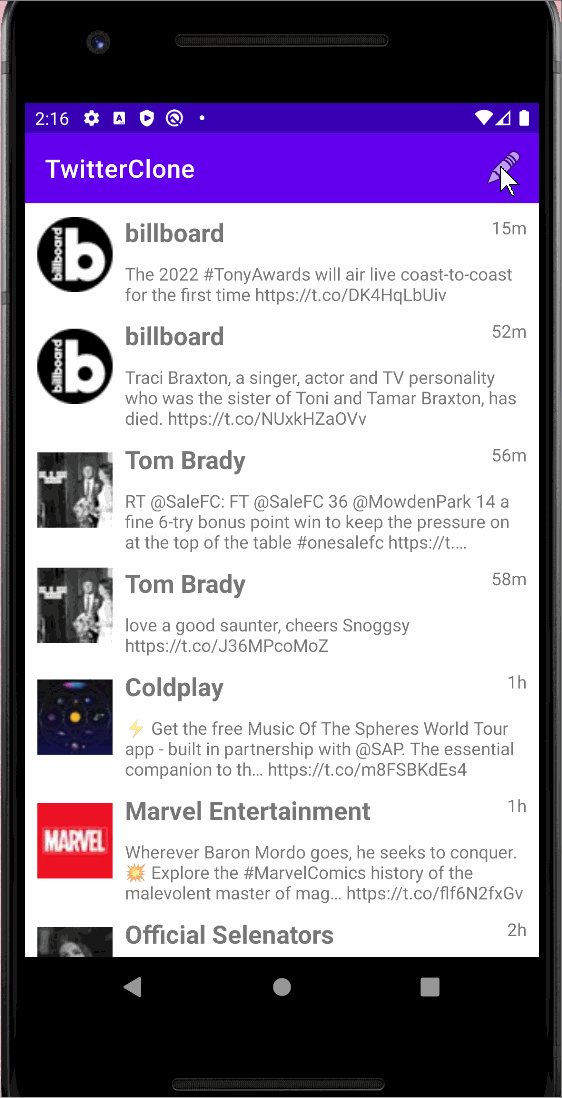 2:16
TwitterClone
billboard
billboard
15m
The 2022 #TonyAwards will air live coast-to-coast
for the first time https://t.co/DK4HqLbUiv
billboard
billboard
52m
Traci Braxton, a singer, actor and TV personality
who was the sister of Toni and Tamar Braxton, has
died. https://t.co/NUxkHZaOVv
Tom Brady
56m
RT @SaleFC: FT @SaleFC 36 @MowdenPark 14 a
fine 6-try bonus point win to keep the pressure on
at the top of the table #onesalefc https://t.…
Tom Brady
58m
love a good saunter, cheers Snoggsy
https://t.co/J36MPcoMoZ
Coldplay
1h
⚡ Get the free Music Of The Spheres World Tour
app - built in partnership with @SAP. The essential
companion to th… https://t.co/m8FSBKdEs4
MARVEL
Marvel Entertainment
1h
Wherever Baron Mordo goes, he seeks to conquer.
💥 Explore the #MarvelComics history of the
malevolent master of mag… https://t.co/flf6N2fxGv
Official Selenators
2h